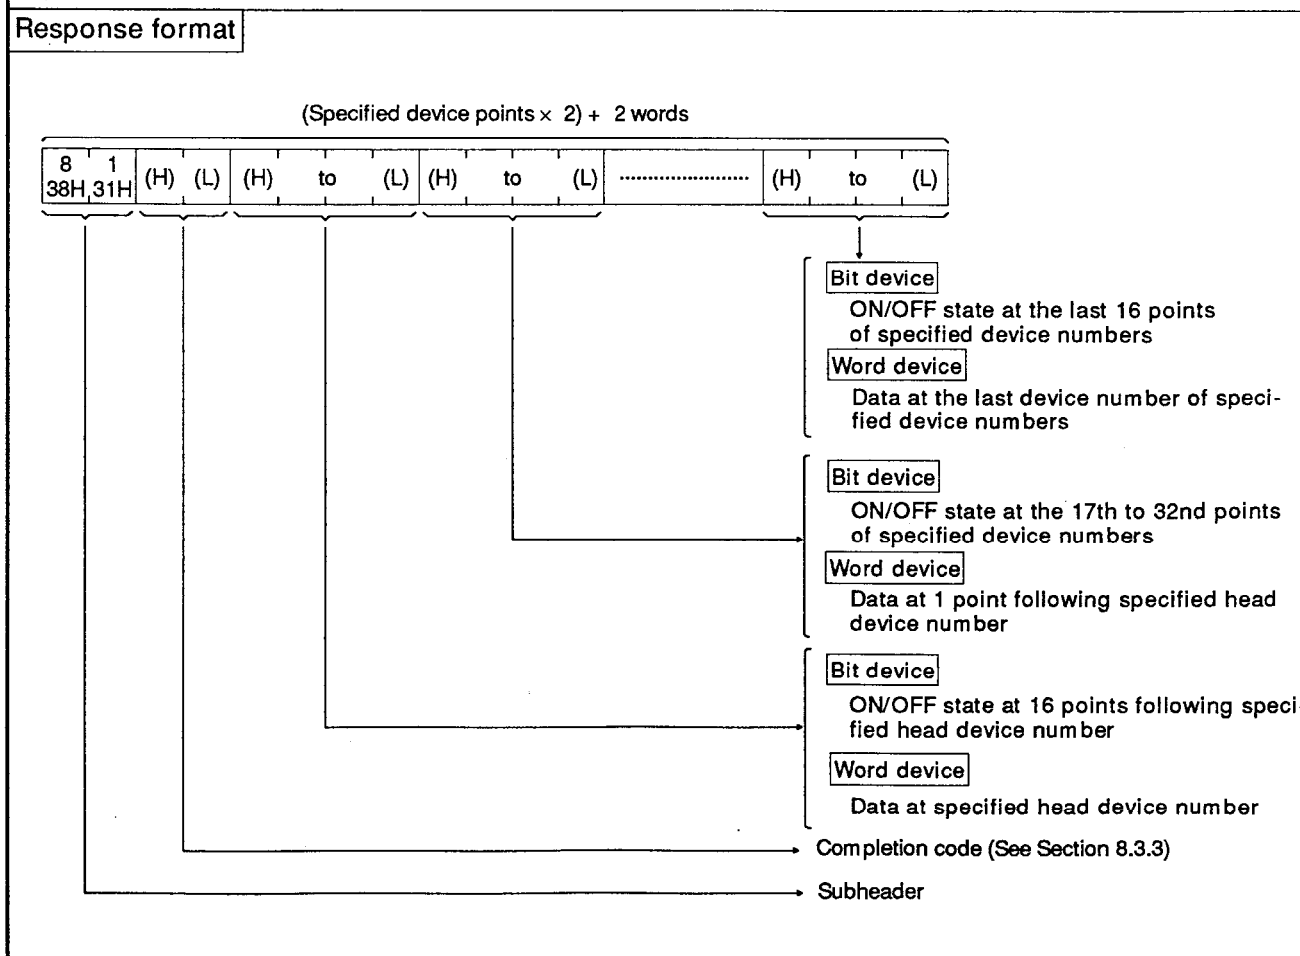 Response format
(Specified device points × 2) + 2 words
8 1 (H) (L) (H) to (L) (H) to (L) ........................ (H) to (L)
38H 31H
Bit device
ON/OFF state at the last 16 points
of specified device numbers
Word device
Data at the last device number of speci-
fied device numbers
Bit device
ON/OFF state at the 17th to 32nd points
of specified device numbers
Word device
Data at 1 point following specified head
device number
Bit device
ON/OFF state at 16 points following speci-
fied head device number
Word device
Data at specified head device number
Completion code (See Section 8.3.3)
Subheader